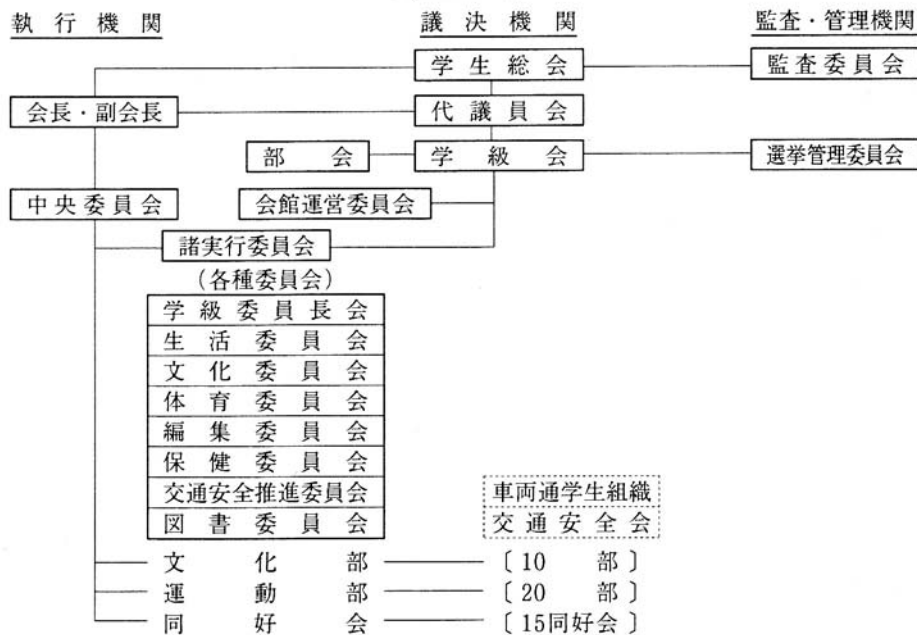 執行機関 議決機関 監査・管理機関
学生総会 監査委員会
会長・副会長 代議員会
部会 学級会 選挙管理委員会
中央委員会 会館運営委員会
諸実行委員会
(各種委員会)
学級委員長会
生活委員会
文化委員会
体育委員会
編集委員会
保健委員会
交通安全推進委員会 車両通学生組織
図書委員会 交通安全会
文化部 〔10部〕
運動部 〔20部〕
同好会 〔15同好会〕